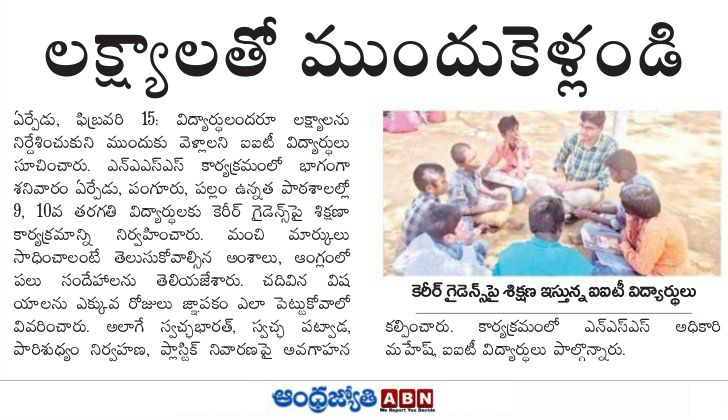 లక్ష్యాలతో ముందుకెళ్లండి
ఏర్పేడు, ఫిబ్రవరి 15: విద్యార్థులందరూ లక్ష్యాలను
నిర్దేశించుకుని ముందుకు వెళ్లాలని ఐఐటీ విద్యార్థులు
సూచించారు. ఎన్‌ఎస్‌ఎస్ కార్యక్రమంలో భాగంగా
శనివారం ఏర్పేడు, పంగూరు, పల్లం ఉన్నత పాఠశాలల్లో
9, 10వ తరగతి విద్యార్థులకు కెరీర్ గైడెన్స్‌పై శిక్షణా
కార్యక్రమాన్ని నిర్వహించారు. మంచి మార్కులు
సాధించాలంటే తెలుసుకోవాల్సిన అంశాలు, ఆంగ్లంలో
పలు సందేహాలను తెలియజేశారు. చదివిన విష
యాలను ఎక్కువ రోజులు జ్ఞాపకం ఎలా పెట్టుకోవాలో
వివరించారు. అలాగే స్వచ్ఛభారత్, స్వచ్ఛ పట్వాడ,
పారిశుధ్యం నిర్వహణ, ప్లాస్టిక్ నివారణపై అవగాహన
కెరీర్ గైడెన్స్‌పై శిక్షణ ఇస్తున్న ఐఐటీ విద్యార్థులు
కల్పించారు. కార్యక్రమంలో ఎన్‌ఎస్‌ఎస్ అధికారి
మహేష్, ఐఐటీ విద్యార్థులు పాల్గొన్నారు.
ఆంధ్రజ్యోతి ABN
We Report You Decide